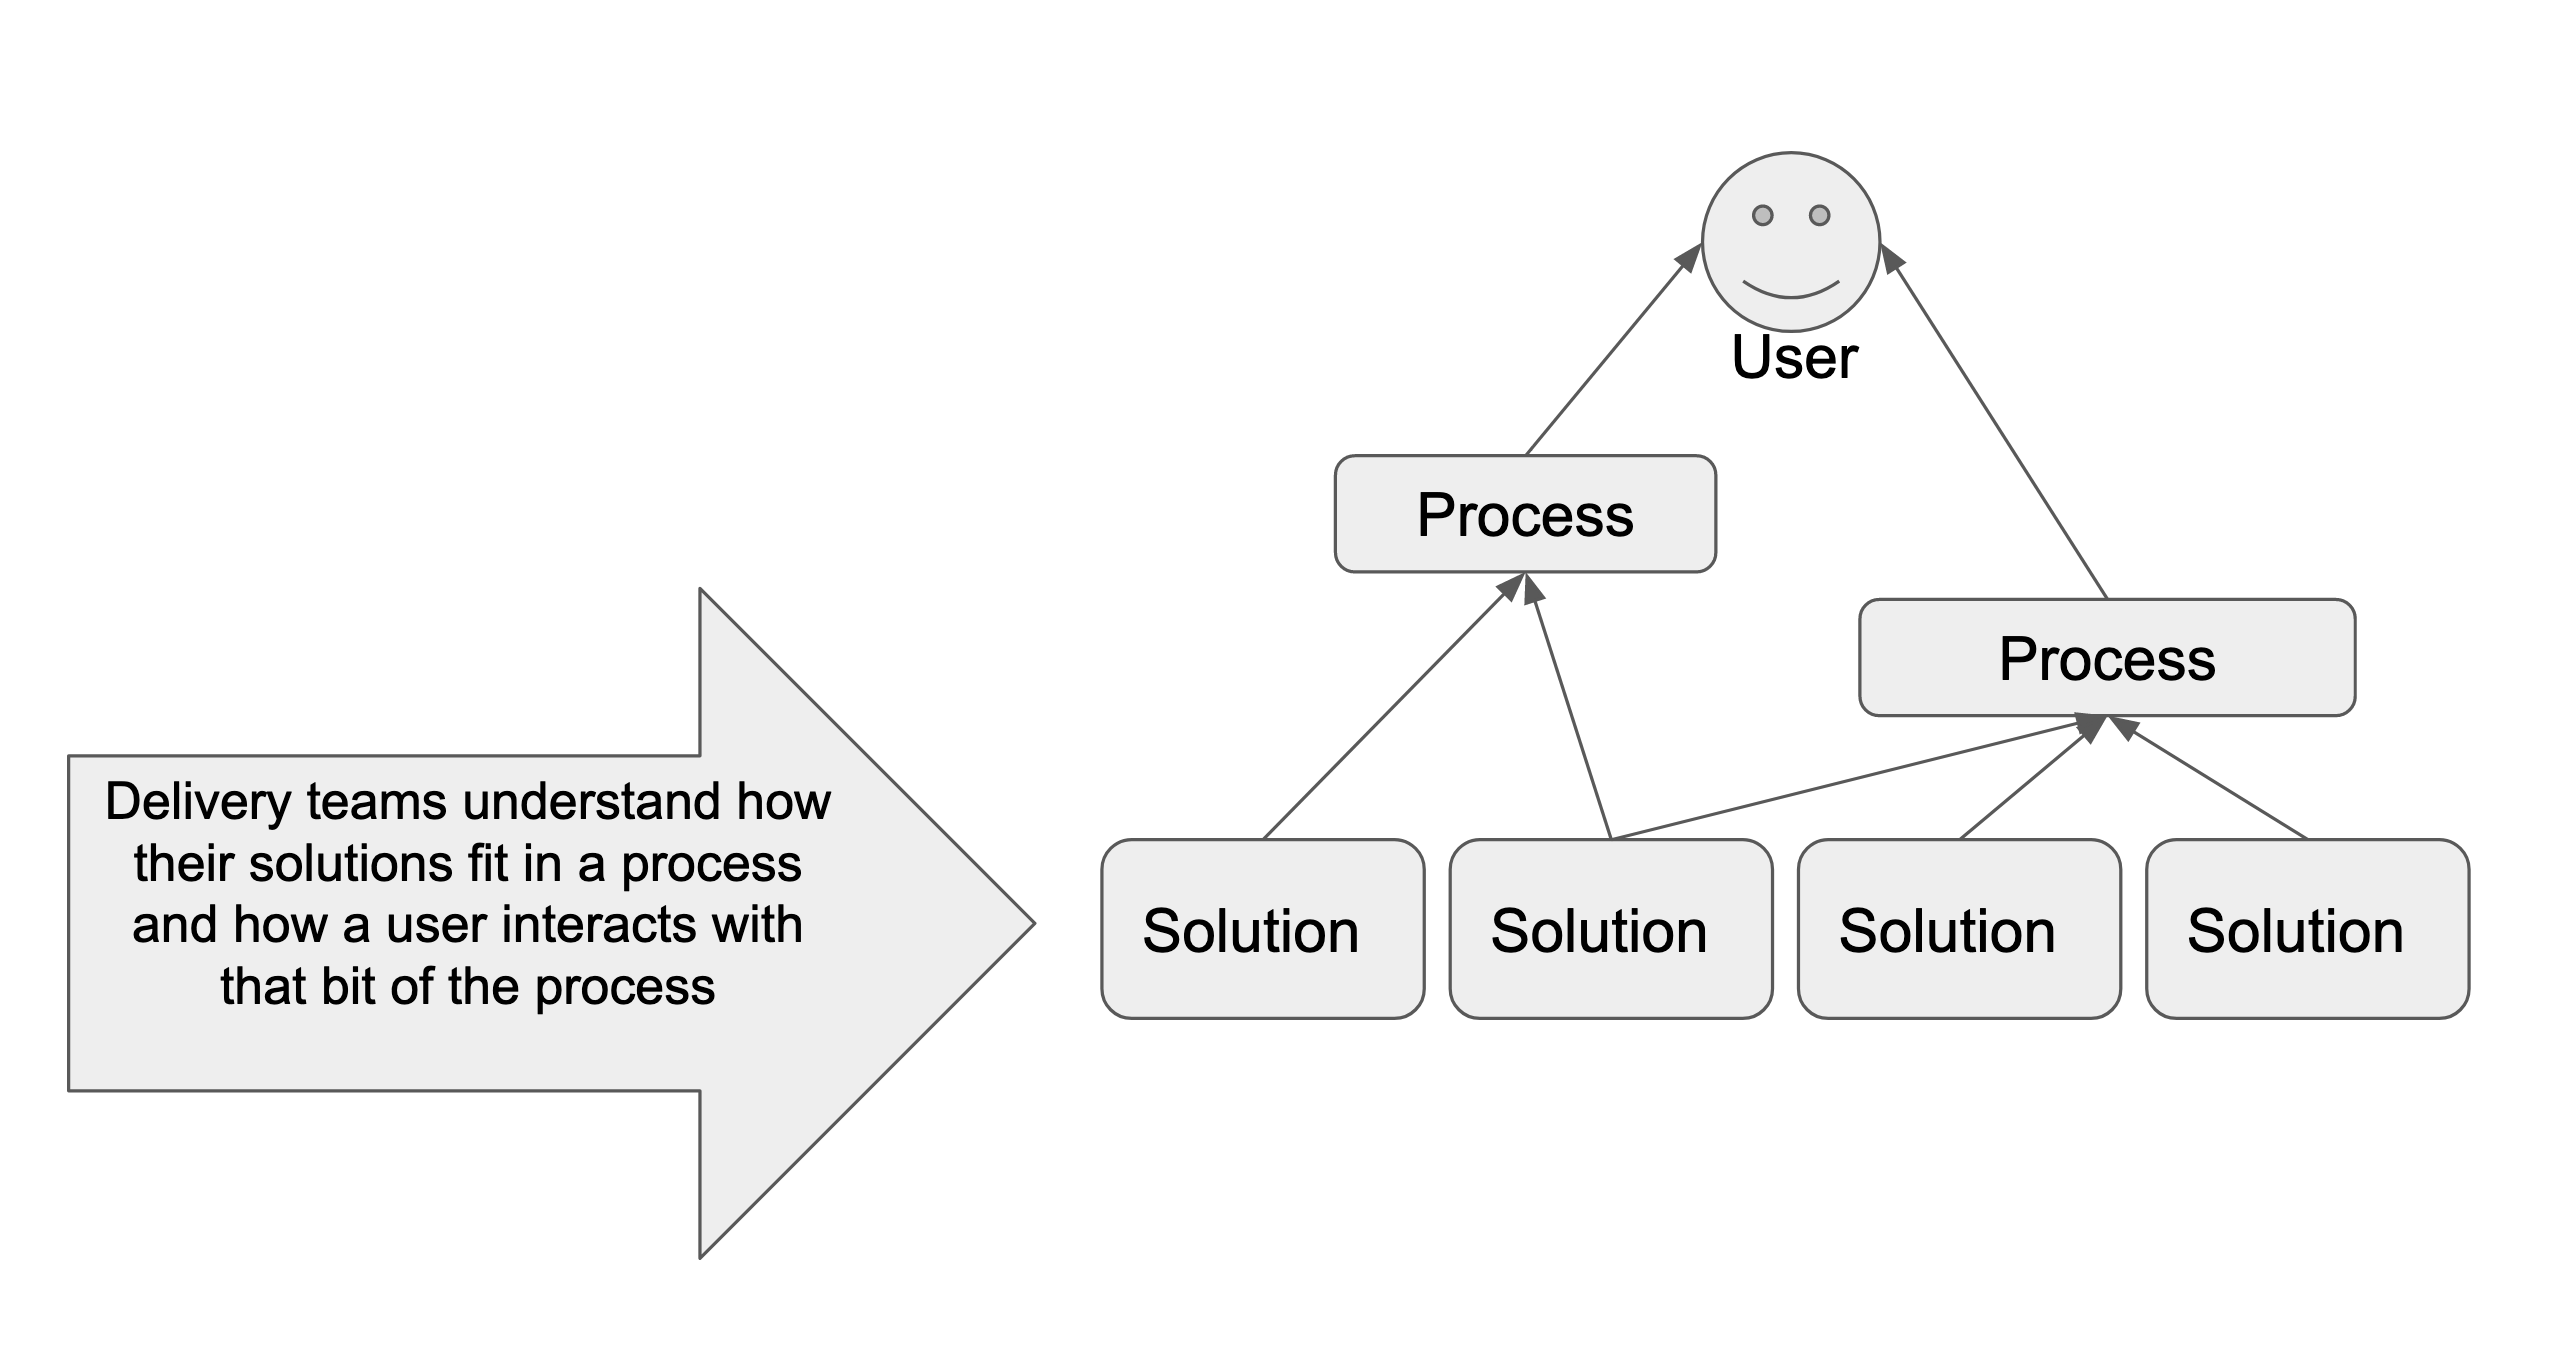 User
Process
Process
Delivery teams understand how
their solutions fit in a process
and how a user interacts with
that bit of the process
Solution
Solution
Solution
Solution